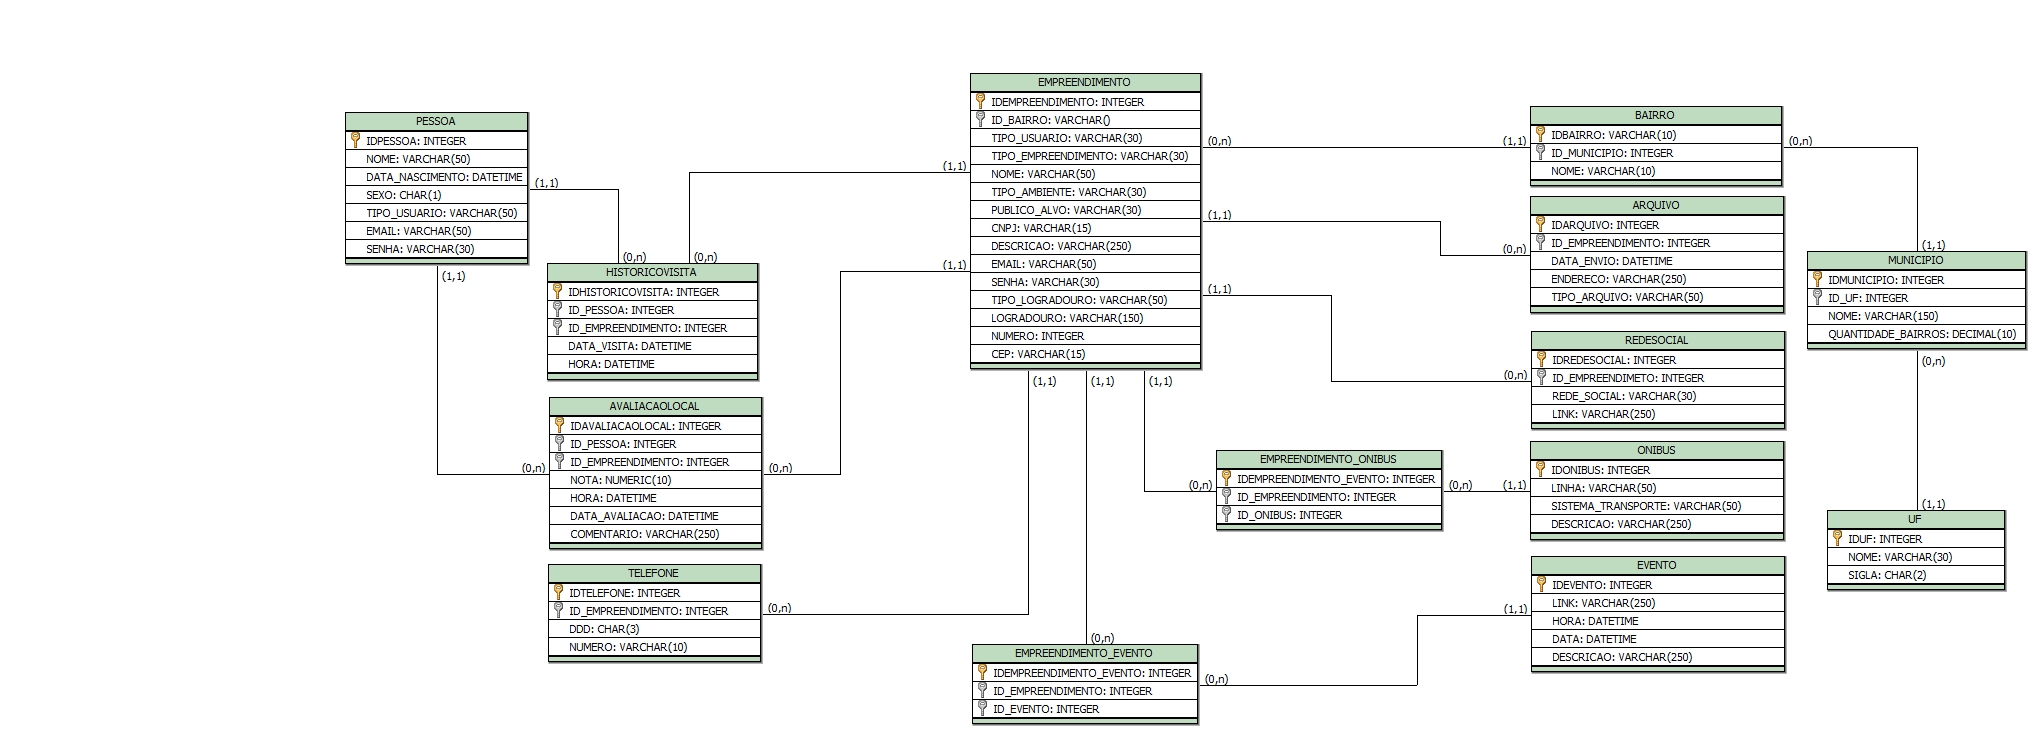 PESSOA
IDPESSOA: INTEGER
NOME: VARCHAR(50)
DATA_NASCIMENTO: DATETIME
SEXO: CHAR(1)
TIPO_USUARIO: VARCHAR(50)
EMAIL: VARCHAR(50)
SENHA: VARCHAR(30)
(1,1)
(1,1)
(0,n)
(0,n)
HISTORICOVISITA
IDHISTORICOVISITA: INTEGER
ID_PESSOA: INTEGER
ID_EMPREENDIMENTO: INTEGER
DATA_VISITA: DATETIME
HORA: DATETIME
(0,n)
AVALIACAOLOCAL
IDAVALIACAOLOCAL: INTEGER
ID_PESSOA: INTEGER
ID_EMPREENDIMENTO: INTEGER
NOTA: NUMERIC(10)
HORA: DATETIME
DATA_AVALIACAO: DATETIME
COMENTARIO: VARCHAR(250)
(0,n)
TELEFONE
IDTELEFONE: INTEGER
ID_EMPREENDIMENTO: INTEGER
DDD: CHAR(3)
NUMERO: VARCHAR(10)
(0,n)
EMPREENDIMENTO
IDEMPREENDIMENTO: INTEGER
ID_BAIRRO: VARCHAR()
TIPO_USUARIO: VARCHAR(30)
TIPO_EMPREENDIMENTO: VARCHAR(30)
NOME: VARCHAR(50)
TIPO_AMBIENTE: VARCHAR(30)
PUBLICO_ALVO: VARCHAR(30)
CNPJ: VARCHAR(15)
DESCRICAO: VARCHAR(250)
EMAIL: VARCHAR(50)
SENHA: VARCHAR(30)
TIPO_LOGRADOURO: VARCHAR(50)
LOGRADOURO: VARCHAR(150)
NUMERO: INTEGER
CEP: VARCHAR(15)
(1,1)
(1,1)
(0,n)
(1,1)
(1,1)
(1,1)
(1,1)
(1,1)
(0,n)
EMPREENDIMENTO_EVENTO
IDEMPREENDIMENTO_EVENTO: INTEGER
ID_EMPREENDIMENTO: INTEGER
ID_EVENTO: INTEGER
(0,n)
(0,n)
EMPREENDIMENTO_ONIBUS
IDEMPREENDIMENTO_EVENTO: INTEGER
ID_EMPREENDIMENTO: INTEGER
ID_ONIBUS: INTEGER
(0,n)
(1,1)
BAIRRO
IDBAIRRO: VARCHAR(10)
ID_MUNICIPIO: INTEGER
NOME: VARCHAR(10)
(0,n)
(0,n)
ARQUIVO
IDARQUIVO: INTEGER
ID_EMPREENDIMENTO: INTEGER
DATA_ENVIO: DATETIME
ENDERECO: VARCHAR(250)
TIPO_ARQUIVO: VARCHAR(50)
(0,n)
REDESOCIAL
IDREDESOCIAL: INTEGER
ID_EMPREENDIMETO: INTEGER
REDE_SOCIAL: VARCHAR(30)
LINK: VARCHAR(250)
(1,1)
ONIBUS
IDONIBUS: INTEGER
LINHA: VARCHAR(50)
SISTEMA_TRANSPORTE: VARCHAR(50)
DESCRICAO: VARCHAR(250)
(1,1)
EVENTO
IDEVENTO: INTEGER
LINK: VARCHAR(250)
HORA: DATETIME
DATA: DATETIME
DESCRICAO: VARCHAR(250)
(1,1)
MUNICIPIO
IDMUNICIPIO: INTEGER
ID_UF: INTEGER
NOME: VARCHAR(150)
QUANTIDADE_BAIRROS: DECIMAL(10)
(0,n)
(1,1)
UF
IDUF: INTEGER
NOME: VARCHAR(30)
SIGLA: CHAR(2)